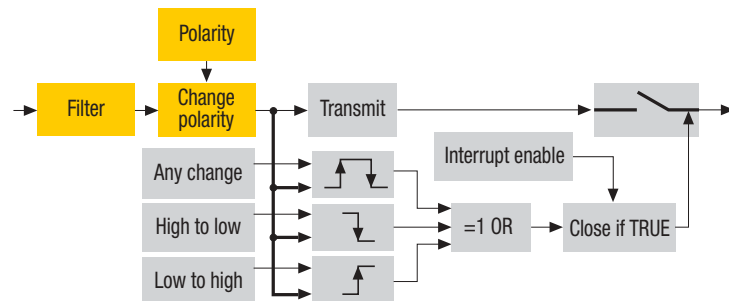 Polarity
Filter
Change
polarity
Transmit
Interrupt enable
Any change
High to low
=1 OR
Close if TRUE
Low to high